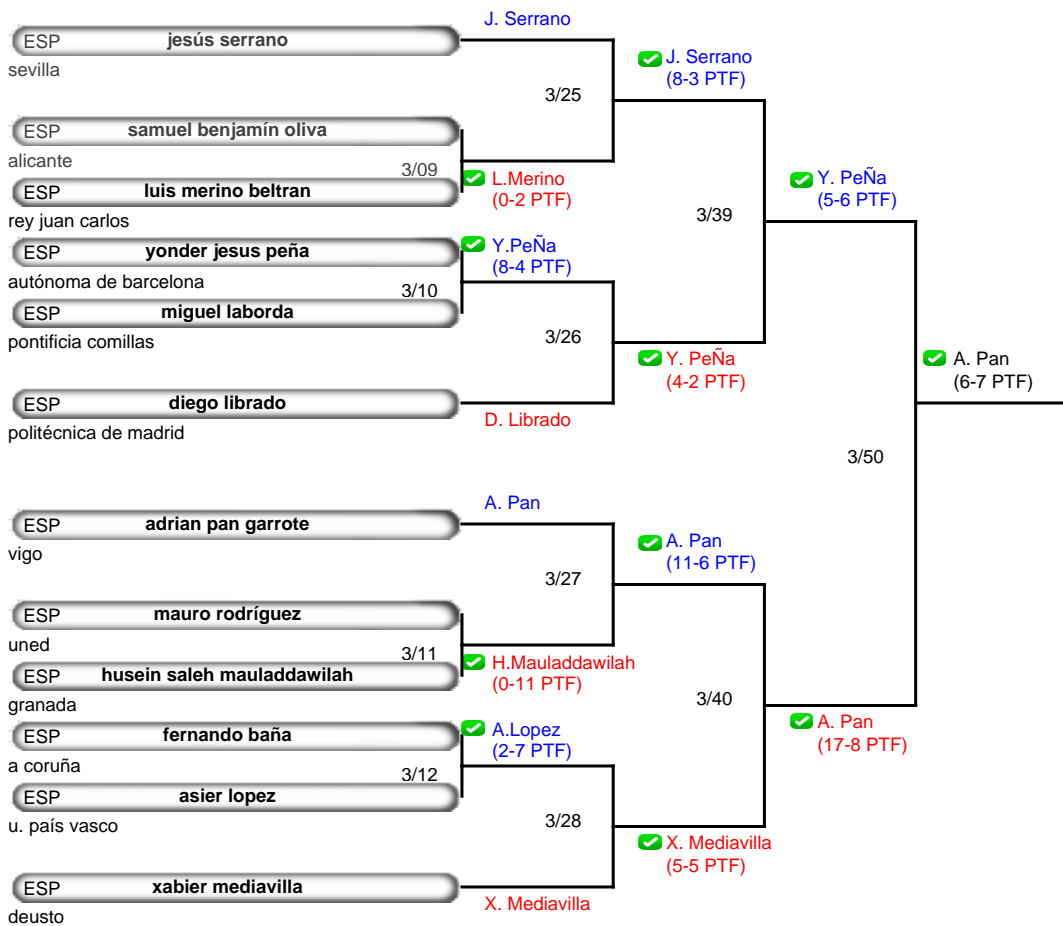 J. Serrano
ESP jesús serrano
sevilla
J. Serrano
(8-3 PTF)
3/25
ESP samuel benjamín oliva
alicante
3/09
L.Merino
(0-2 PTF)
ESP luis merino beltran
rey juan carlos
Y. PeÑa
(5-6 PTF)
3/39
ESP yonder jesus peña
Y.PeÑa
(8-4 PTF)
autónoma de barcelona
3/10
ESP miguel laborda
pontificia comillas
3/26
Y. PeÑa
(4-2 PTF)
A. Pan
(6-7 PTF)
ESP diego librado
D. Librado
politécnica de madrid
3/50
A. Pan
ESP adrian pan garrote
vigo
A. Pan
(11-6 PTF)
3/27
ESP mauro rodríguez
uned
3/11
H.Mauladdawilah
(0-11 PTF)
ESP husein saleh mauladdawilah
granada
3/40
A. Pan
(17-8 PTF)
ESP fernando baña
A.Lopez
(2-7 PTF)
a coruña
3/12
ESP asier lopez
u. país vasco
3/28
X. Mediavilla
(5-5 PTF)
ESP xabier mediavilla
X. Mediavilla
deusto